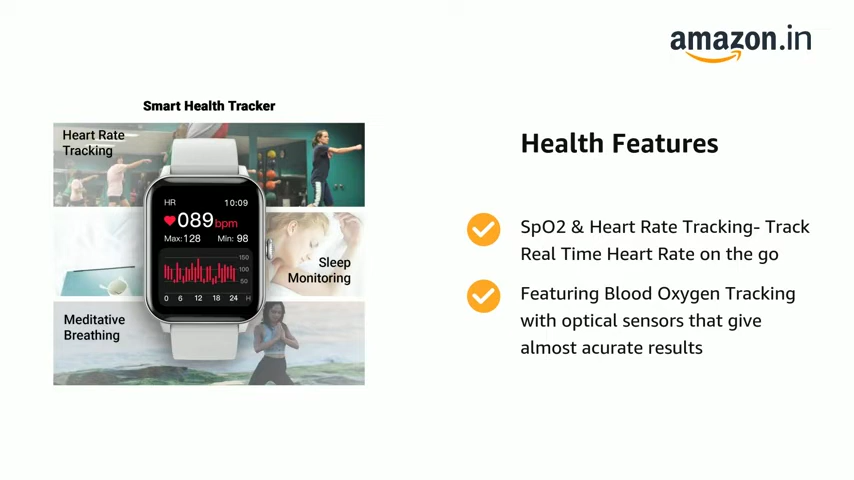 amazon.in
Smart Health Tracker
Heart Rate
Tracking
HR 10:09
089bpm
Max:128 Min: 98
150
100
50
0 6 12 18 24 H
Sleep
Monitoring
Meditative
Breathing
Health Features
SpO2 & Heart Rate Tracking- Track
Real Time Heart Rate on the go
Featuring Blood Oxygen Tracking
with optical sensors that give
almost acurate results